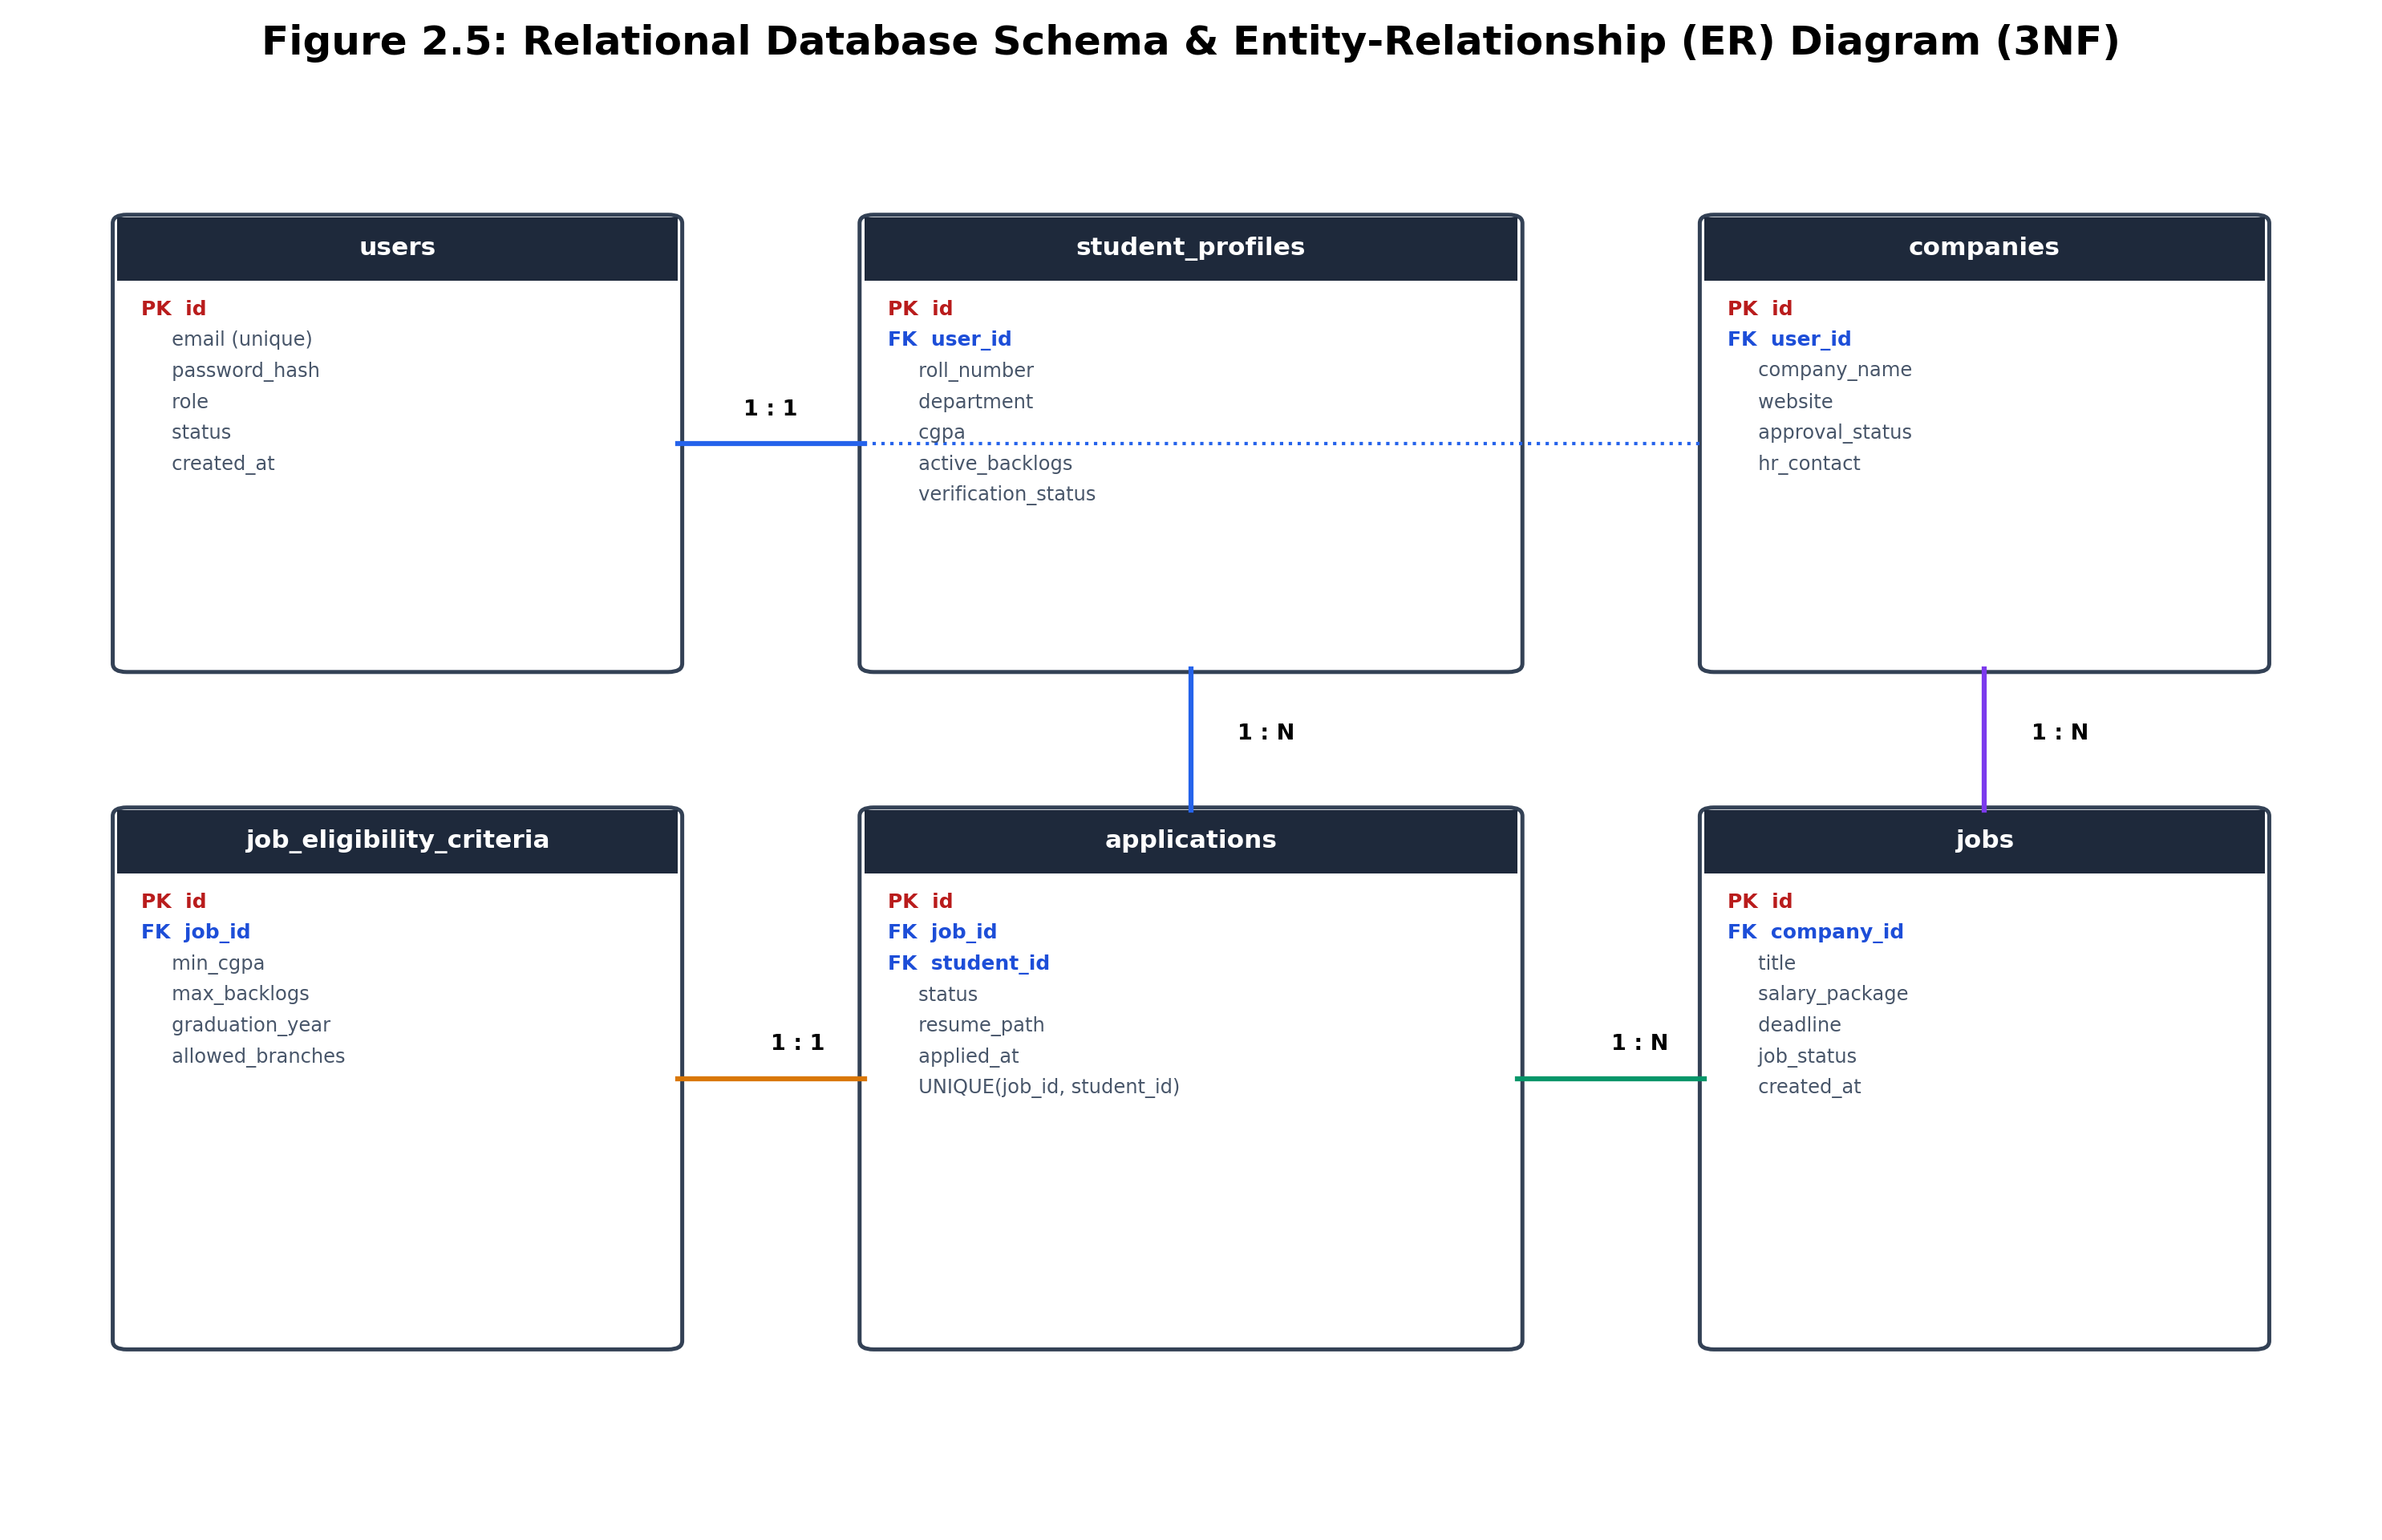 Figure 2.5: Relational Database Schema & Entity-Relationship (ER) Diagram (3NF)
users
PK id
email (unique)
password_hash
role
status
created_at
1 : 1
student_profiles
PK id
FK user_id
roll_number
department
cgpa
active_backlogs
verification_status
companies
PK id
FK user_id
company_name
website
approval_status
hr_contact
1 : N
1 : N
job_eligibility_criteria
PK id
FK job_id
min_cgpa
max_backlogs
graduation_year
allowed_branches
1 : 1
applications
PK id
FK job_id
FK student_id
status
resume_path
applied_at
UNIQUE(job_id, student_id)
1 : N
jobs
PK id
FK company_id
title
salary_package
deadline
job_status
created_at